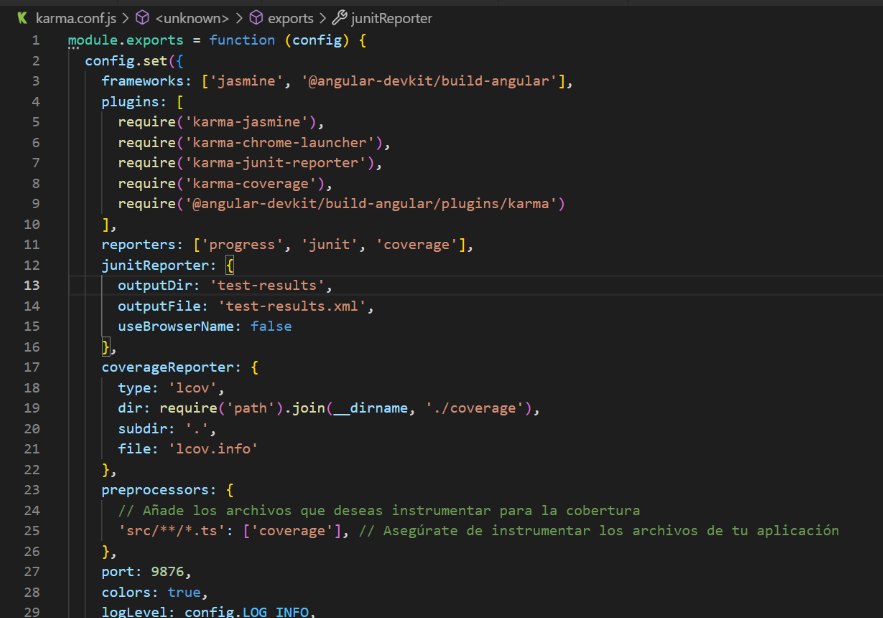 karma.conf.js > <unknown> > exports > junitReporter
1 module.exports = function (config) {
2 config.set({
3 frameworks: ['jasmine', '@angular-devkit/build-angular'],
4 plugins: [
5 require('karma-jasmine'),
6 require('karma-chrome-launcher'),
7 require('karma-junit-reporter'),
8 require('karma-coverage'),
9 require('@angular-devkit/build-angular/plugins/karma')
10 ],
11 reporters: ['progress', 'junit', 'coverage'],
12 junitReporter: {
13 outputDir: 'test-results',
14 outputFile: 'test-results.xml',
15 useBrowserName: false
16 },
17 coverageReporter: {
18 type: 'lcov',
19 dir: require('path').join(__dirname, './coverage'),
20 subdir: '.',
21 file: 'lcov.info'
22 },
23 preprocessors: {
24 // Añade los archivos que deseas instrumentar para la cobertura
25 'src/**/*.ts': ['coverage'], // Asegúrate de instrumentar los archivos de tu aplicación
26 },
27 port: 9876,
28 colors: true,
29 logLevel: config.LOG_INFO,